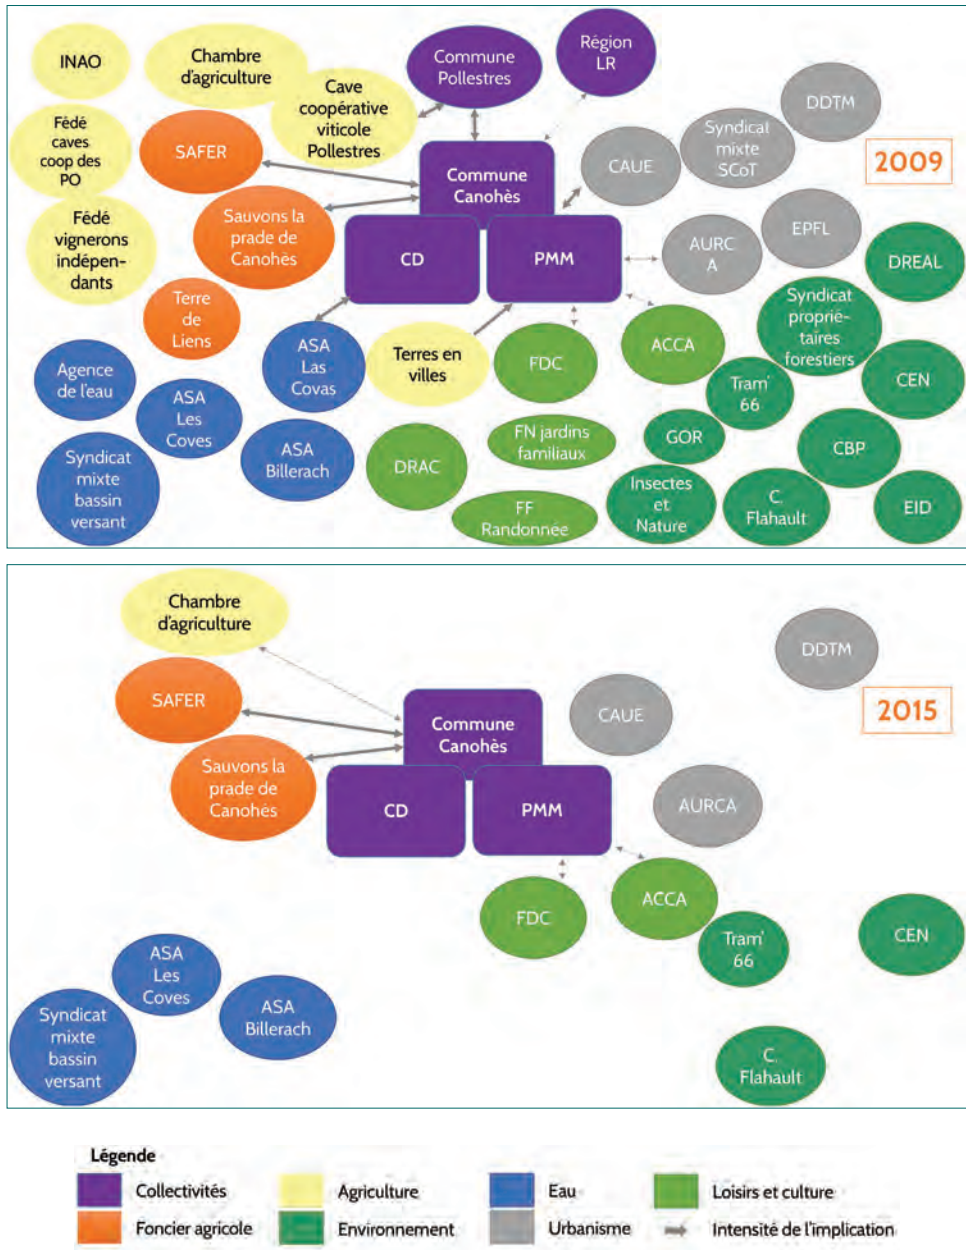 INAO
Chambre
d'agriculture
Cave
coopérative
viticole
Pollestres
Commune
Pollestres
Région
LR
DDTM
Syndicat
mixte
SCoT
CAUE
2009
Fédé
caves
coop des
PO
SAFER
Commune
Canohès
Fédé
vignerons
indépen-
dants
Sauvons la
prade de
Canohès
CD
PMM
AURC
A
EPFL
DREAL
Terre
de
Liens
Syndicat
proprié-
taires
forestiers
Agence
de l'eau
ASA
Las
Covas
Terres en
villes
FDC
ACCA
Tram'
66
CEN
ASA
Les
Coves
ASA
Billerach
DRAC
FN jardins
familiaux
GOR
CBP
Syndicat
mixte
bassin
versant
FF
Randonnée
Insectes
et
Nature
C.
Flahault
EID
Chambre
d'agriculture
DDTM
SAFER
Commune
Canohès
CAUE
2015
Sauvons la
prade de
Canohès
CD
PMM
AURCA
FDC
ACCA
Tram'
66
CEN
ASA
Les
Coves
ASA
Billerach
Syndicat
mixte
bassin
versant
C.
Flahault
Légende
Collectivités
Agriculture
Eau
Loisirs et culture
Foncier agricole
Environnement
Urbanisme
Intensité de l'implication